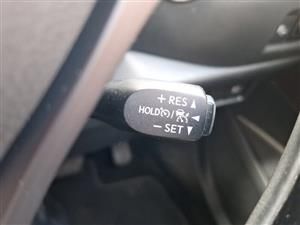 + RES ▲
HOLD / ◀
− SET ▼